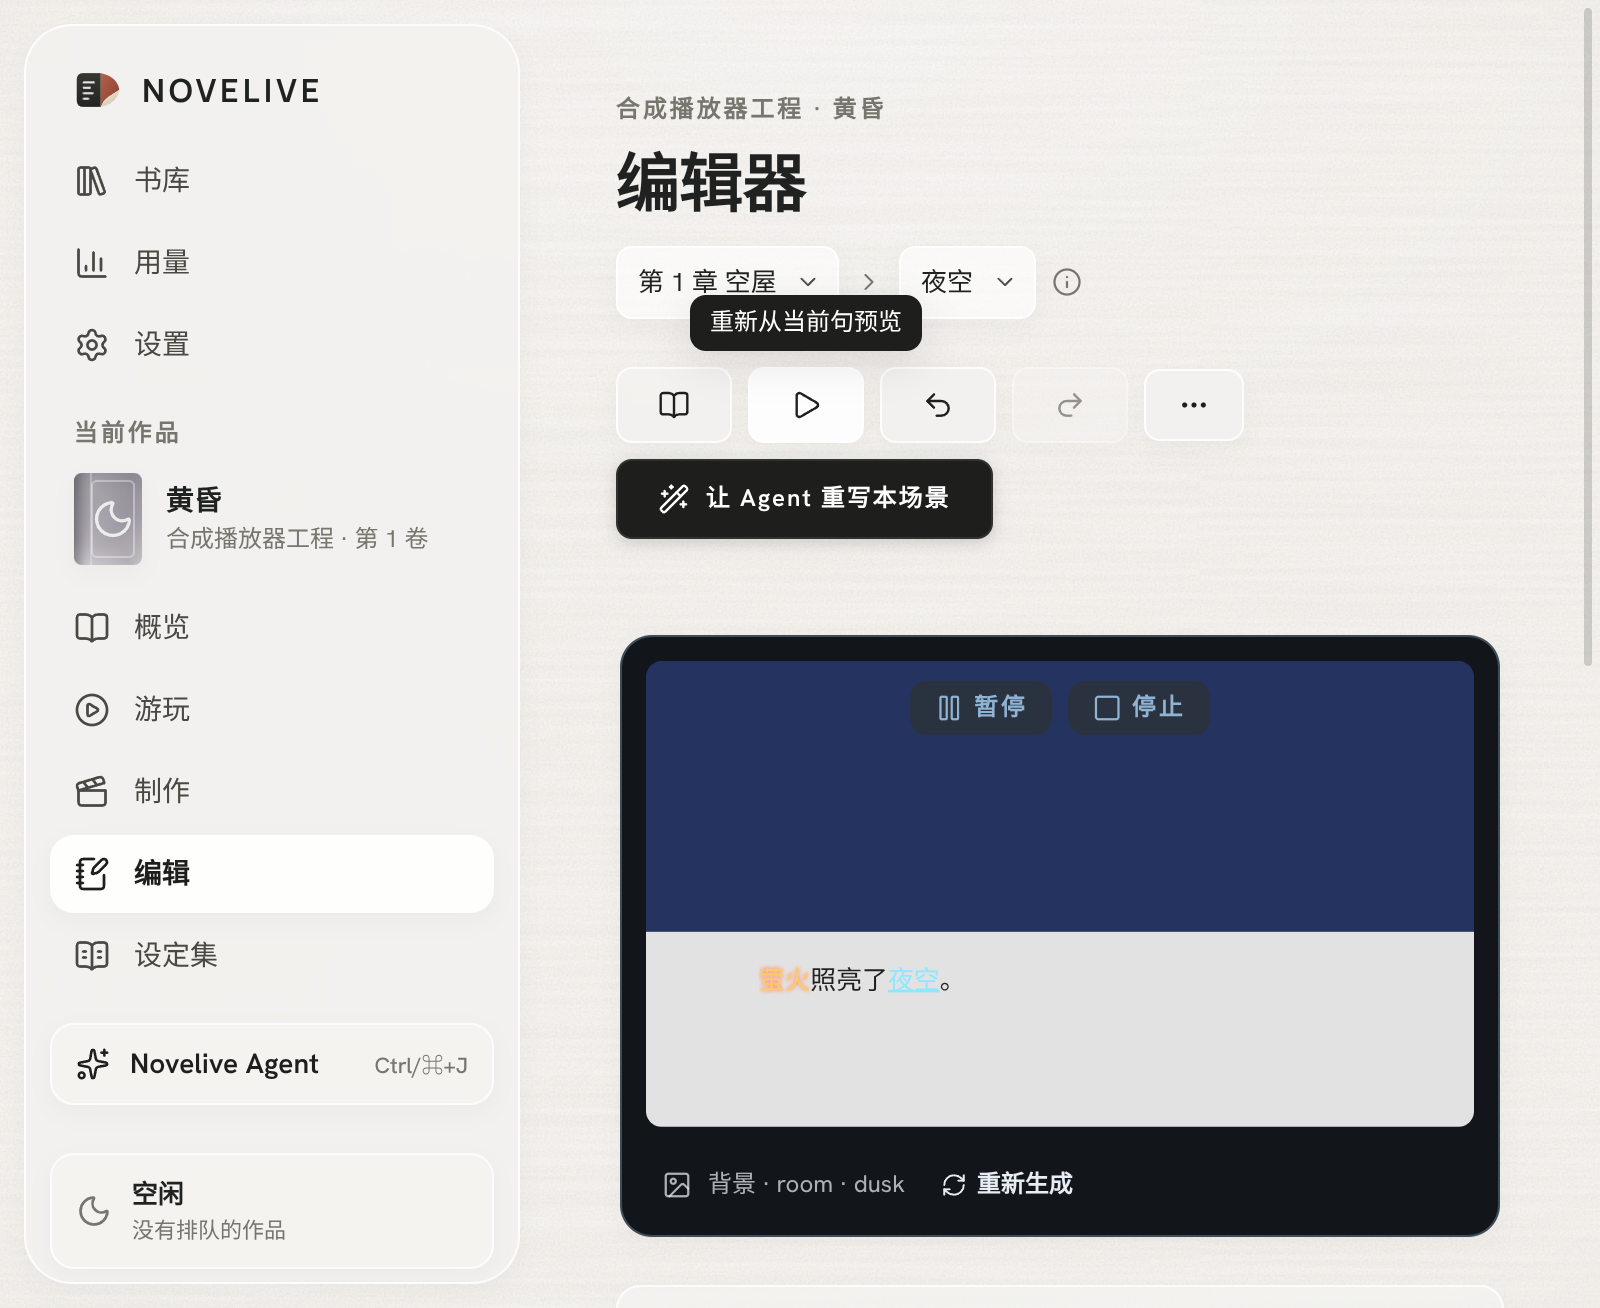 NOVELIVE
书库
用量
设置
当前作品
黄昏
合成播放器工程 · 第 1 卷
概览
游玩
制作
编辑
设定集
Novelive Agent Ctrl/⌘+J
空闲
没有排队的作品
合成播放器工程 · 黄昏
编辑器
第 1 章 空屋 夜空
重新从当前句预览
让 Agent 重写本场景
暂停 停止
萤火照亮了夜空。
背景 · room · dusk 重新生成